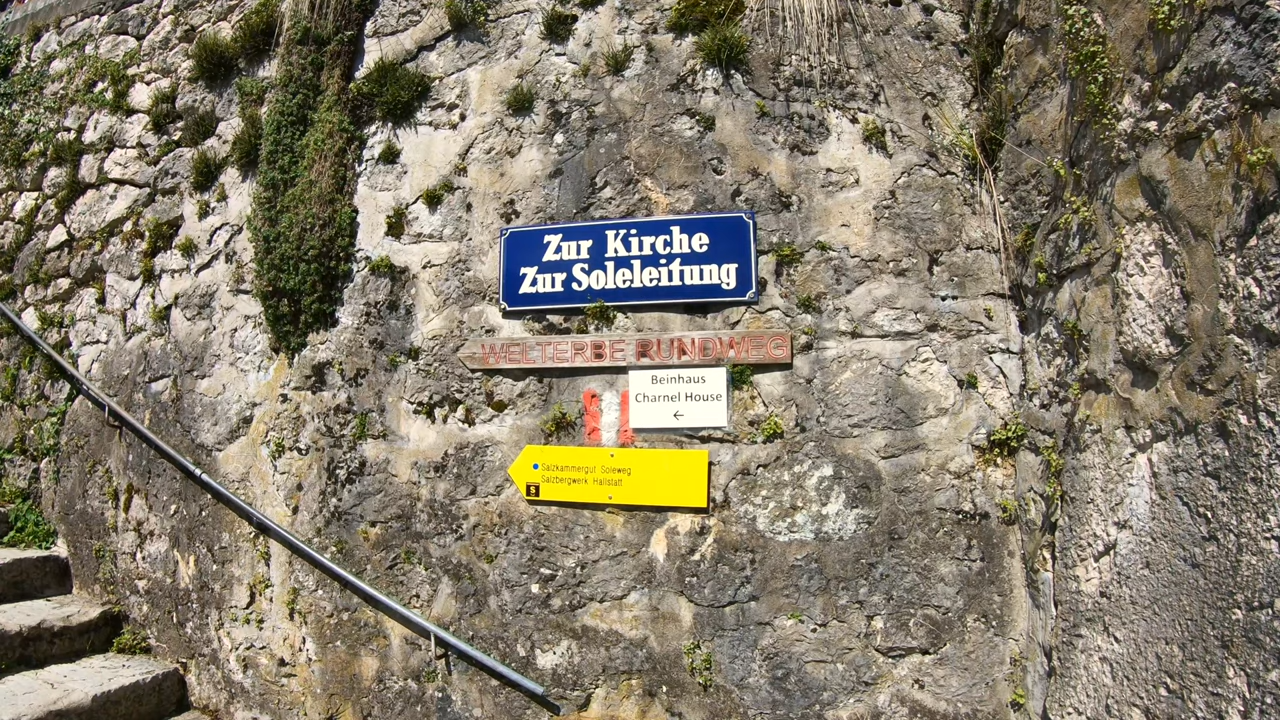 Zur Kirche
Zur Soleleitung
WELTERBE RUNDWEG
Beinhaus
Charnel House
←
Salzkammergut Soleweg
Salzbergwerk Hallstatt
S